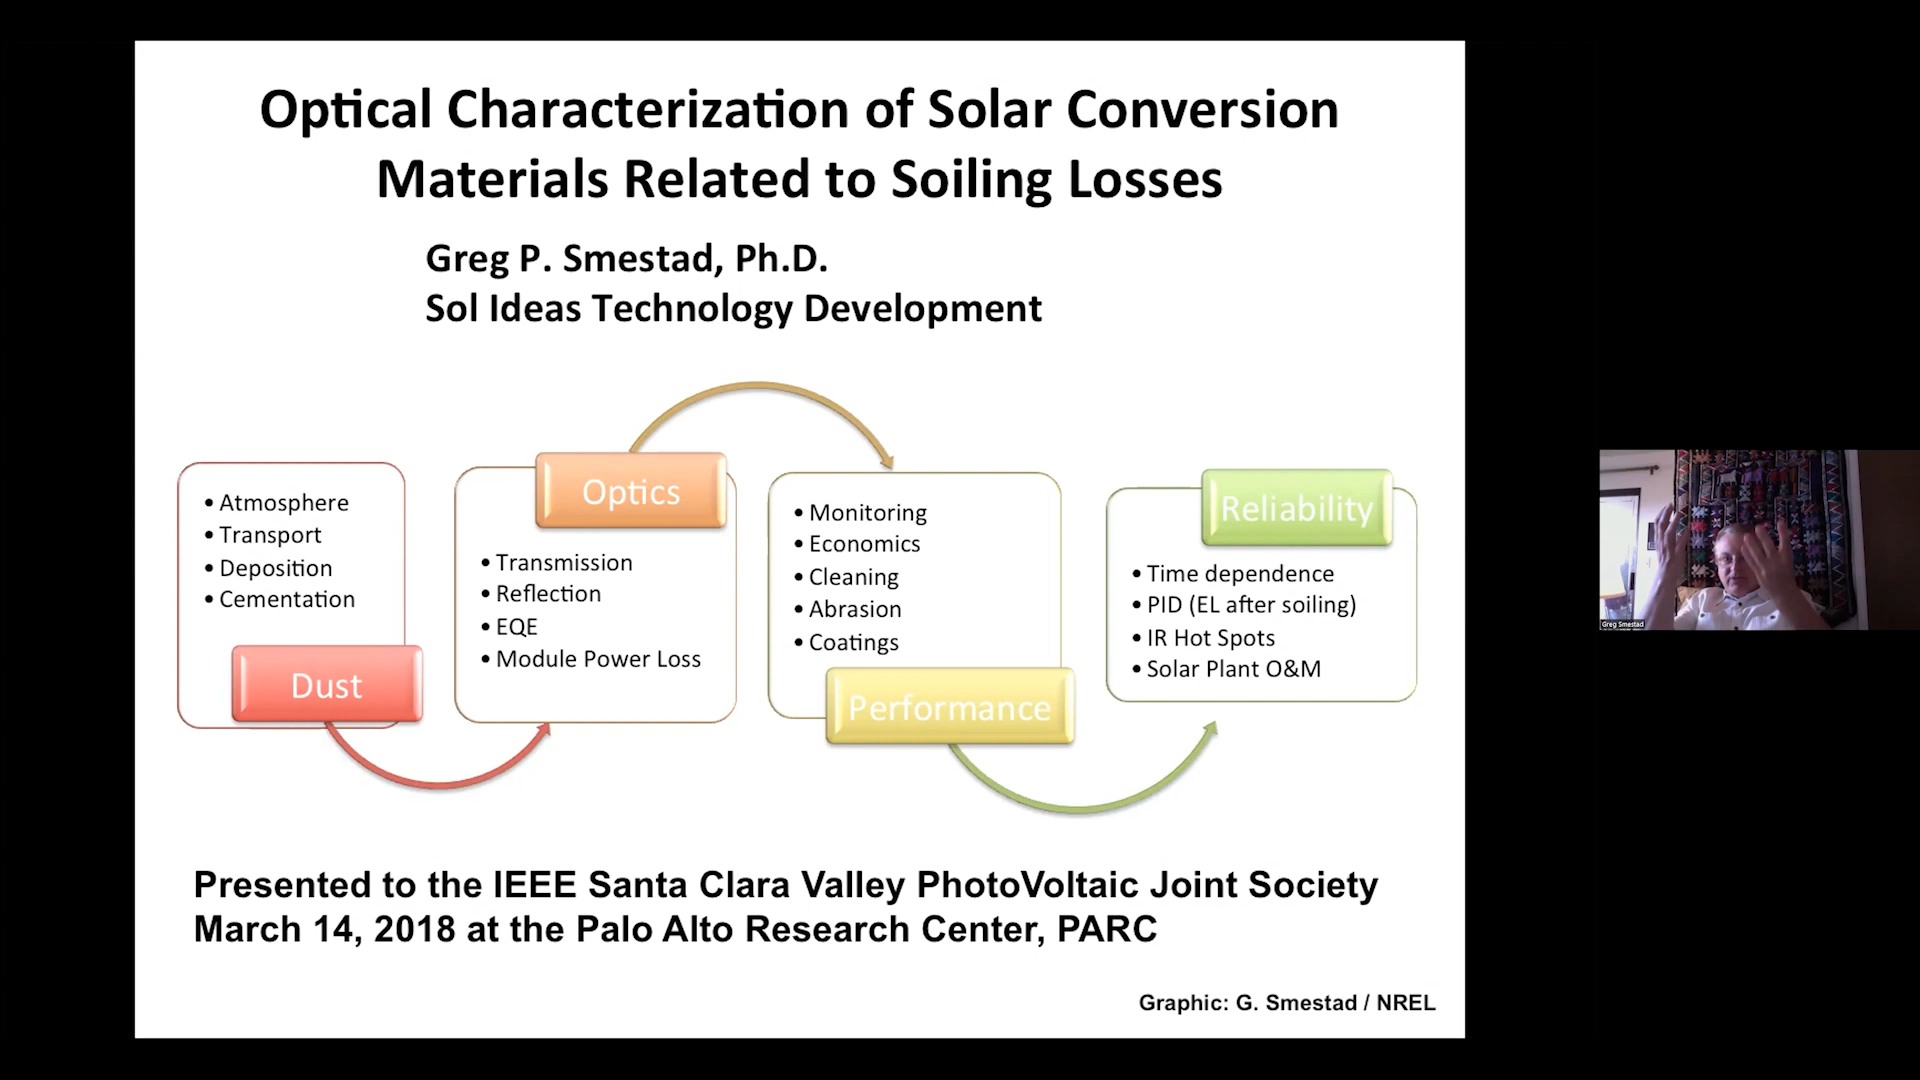 Optical Characterization of Solar Conversion
Materials Related to Soiling Losses
Greg P. Smestad, Ph.D.
Sol Ideas Technology Development
• Atmosphere
• Transport
• Deposition
• Cementation
Dust
Optics
• Transmission
• Reflection
• EQE
• Module Power Loss
• Monitoring
• Economics
• Cleaning
• Abrasion
• Coatings
Performance
Reliability
• Time dependence
• PID (EL after soiling)
• IR Hot Spots
• Solar Plant O&M
Presented to the IEEE Santa Clara Valley PhotoVoltaic Joint Society
March 14, 2018 at the Palo Alto Research Center, PARC
Graphic: G. Smestad / NREL
Greg Smestad